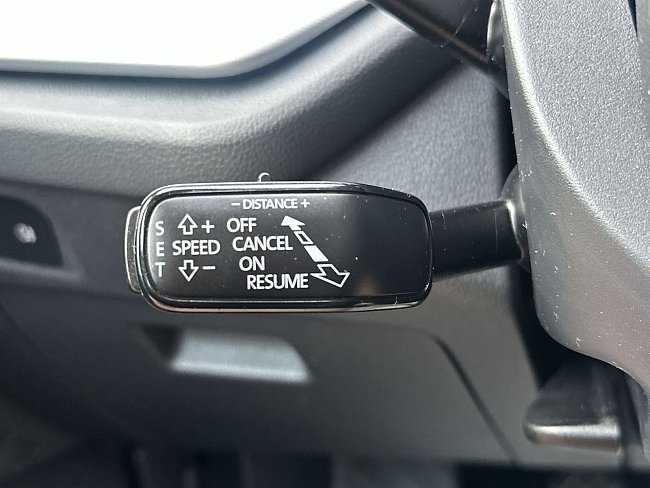 − DISTANCE +
S E T
+ OFF
SPEED CANCEL
− ON
RESUME